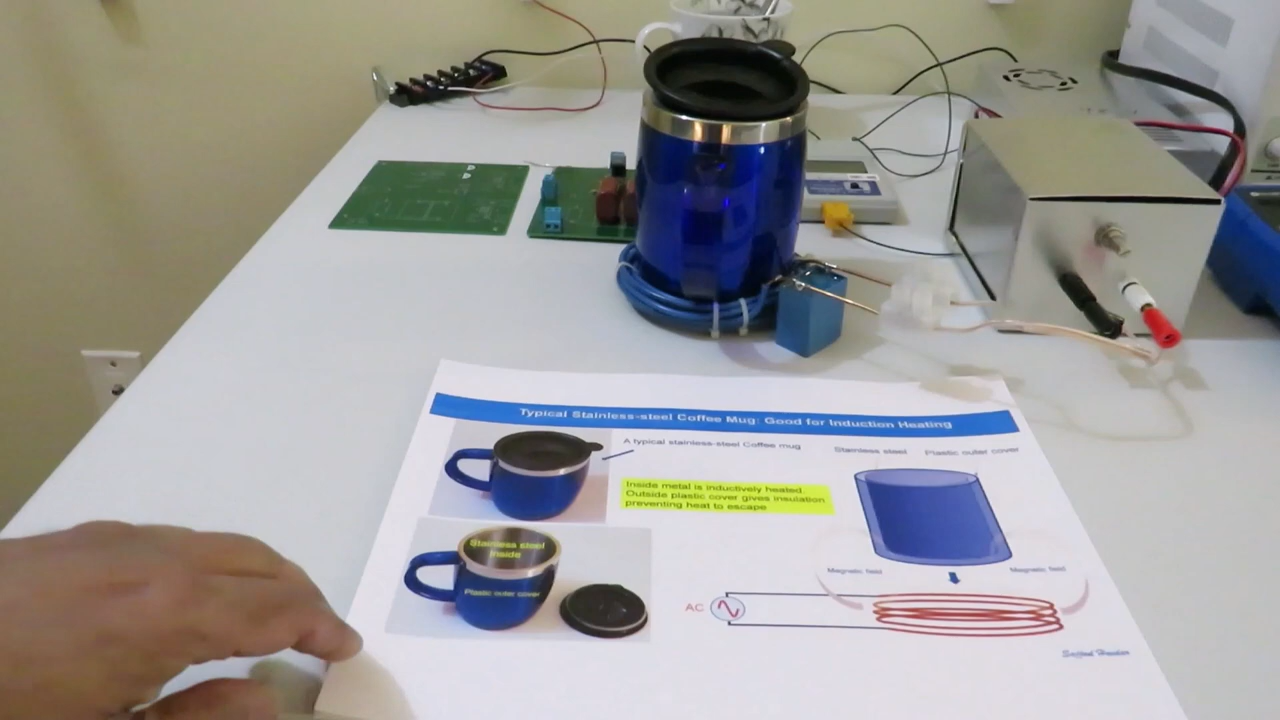 Typical Stainless-steel Coffee Mug: Good for Induction Heating
A typical stainless-steel Coffee mug
Stainless steel
Plastic outer cover
Inside metal is inductively heated.
Outside plastic cover gives insulation
preventing heat to escape
Stainless steel
Inside
Plastic outer cover
Magnetic field
Magnetic field
AC